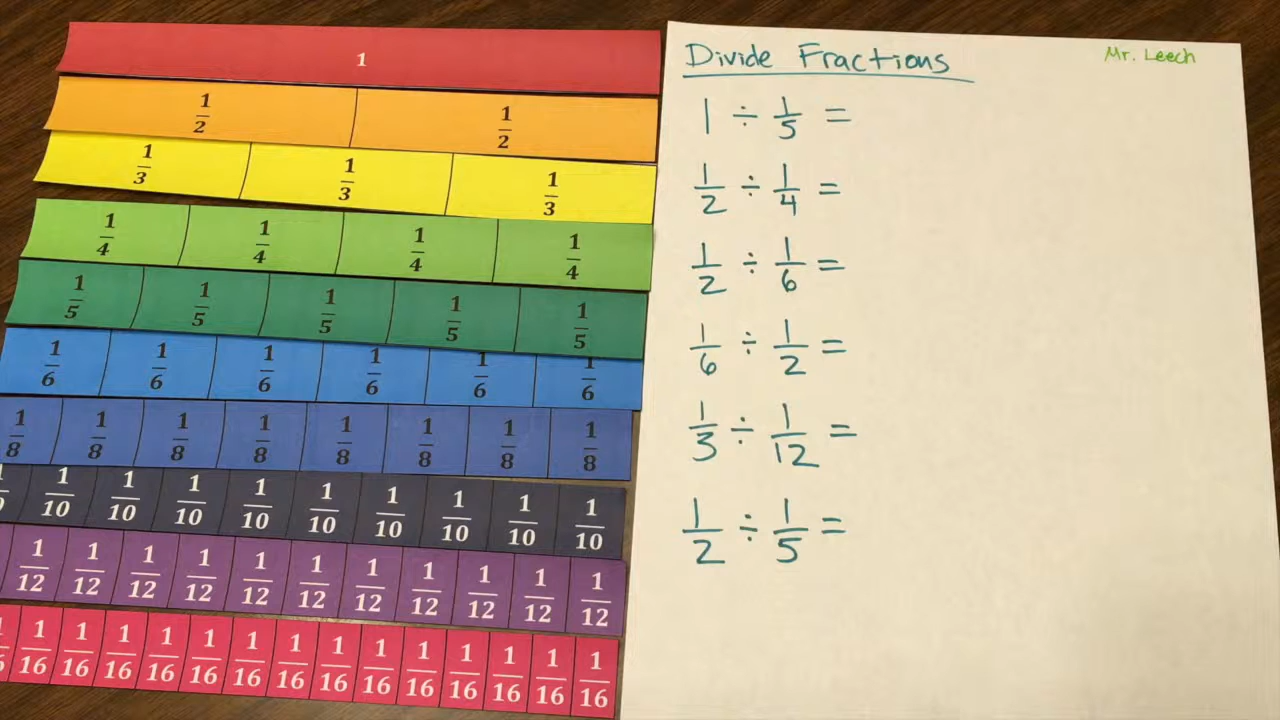 1
1/2 1/2
1/3 1/3 1/3
1/4 1/4 1/4 1/4
1/5 1/5 1/5 1/5 1/5
1/6 1/6 1/6 1/6 1/6 1/6
1/8 1/8 1/8 1/8 1/8 1/8 1/8 1/8
1/10 1/10 1/10 1/10 1/10 1/10 1/10 1/10 1/10
1/12 1/12 1/12 1/12 1/12 1/12 1/12 1/12 1/12 1/12 1/12
1/16 1/16 1/16 1/16 1/16 1/16 1/16 1/16 1/16 1/16 1/16 1/16 1/16 1/16
Divide Fractions
Mr. Leech
1 ÷ 1/5 =
1/2 ÷ 1/4 =
1/2 ÷ 1/6 =
1/6 ÷ 1/2 =
1/3 ÷ 1/12 =
1/2 ÷ 1/5 =